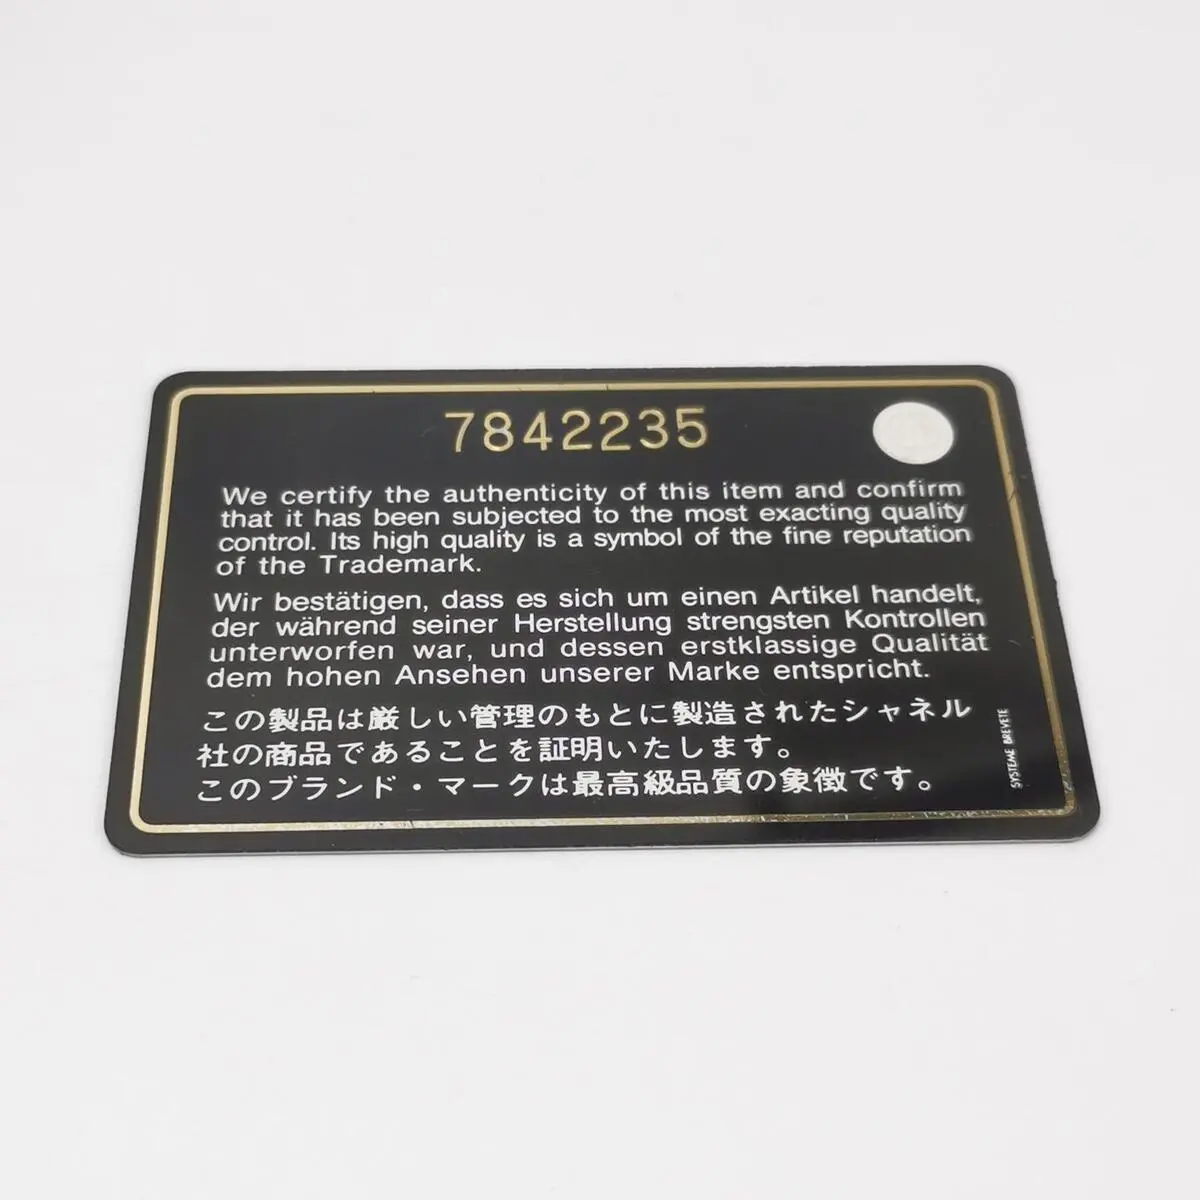 7842235
We certify the authenticity of this item and confirm
that it has been subjected to the most exacting quality
control. Its high quality is a symbol of the fine reputation
of the Trademark.
Wir bestätigen, dass es sich um einen Artikel handelt,
der während seiner Herstellung strengsten Kontrollen
unterworfen war, und dessen erstklassige Qualität
dem hohen Ansehen unserer Marke entspricht.
この製品は厳しい管理のもとに製造されたシャネル
社の商品であることを証明いたします。
このブランド・マークは最高級品質の象徴です。
SYSTEME BREVETE